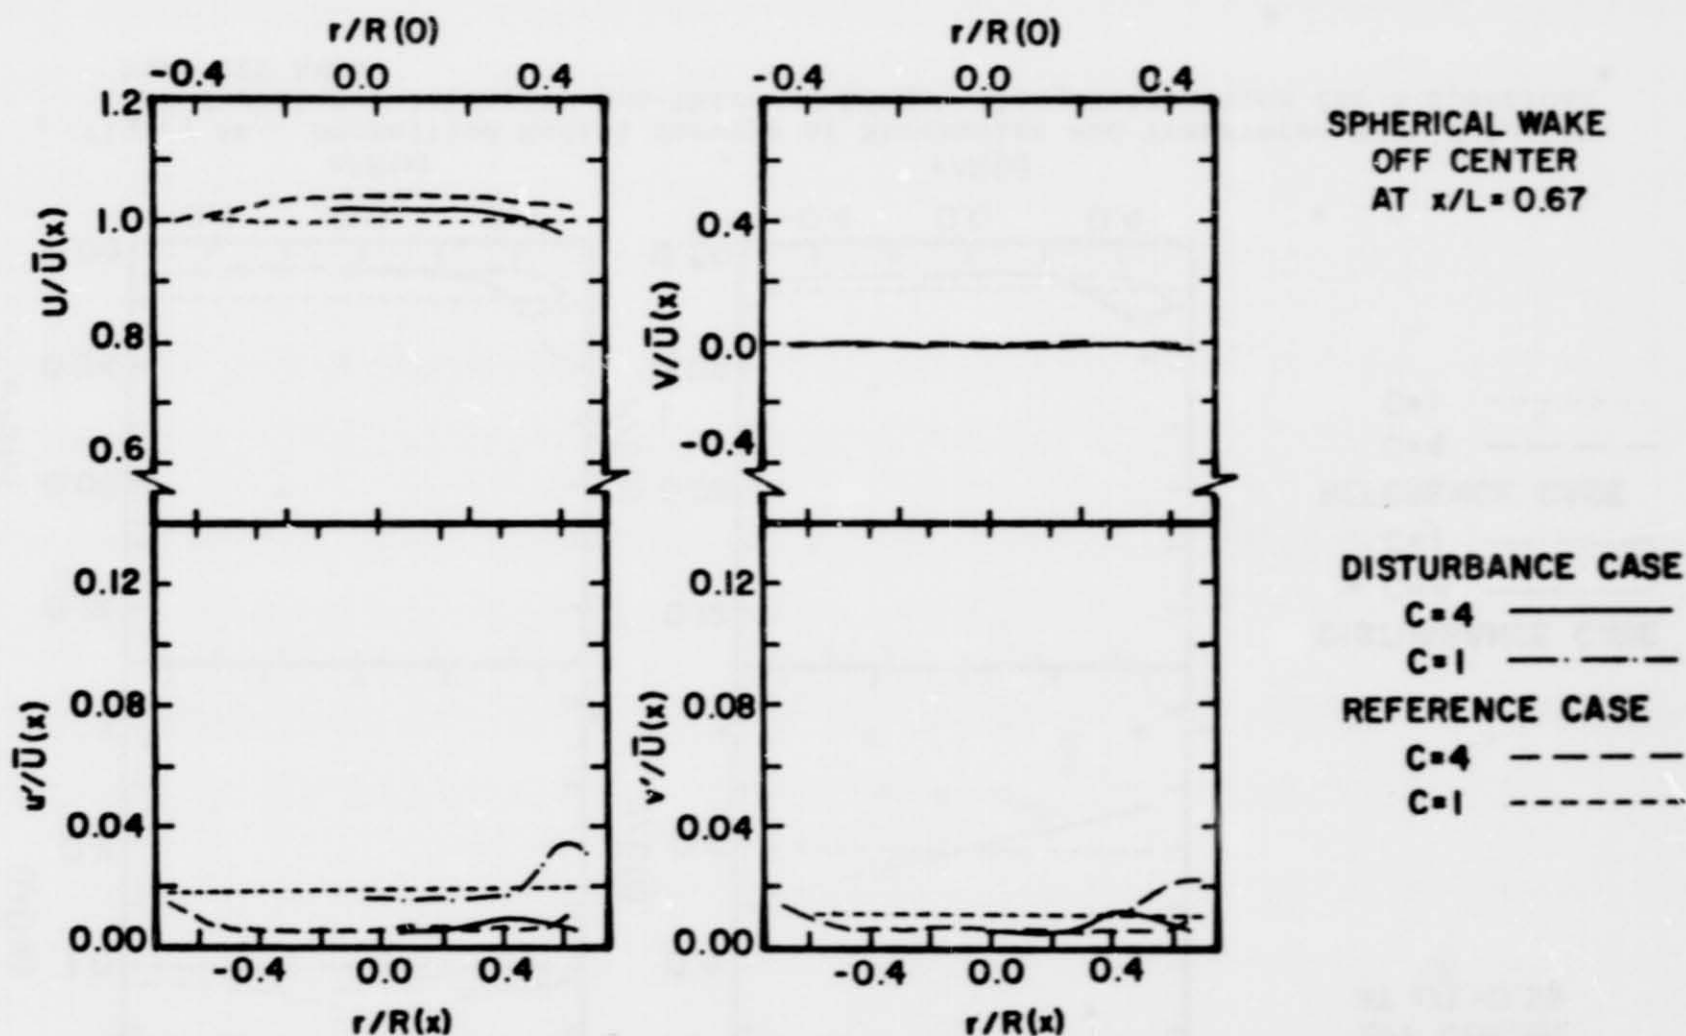 r/R(0)
-0.4 0.0 0.4
1.2
1.0
0.8
0.6
U/Ū(x)
0.12
0.08
0.04
0.00
u'/Ū(x)
-0.4 0.0 0.4
r/R(x)
r/R(0)
-0.4 0.0 0.4
0.4
0.0
-0.4
V/Ū(x)
0.12
0.08
0.04
0.00
v'/Ū(x)
-0.4 0.0 0.4
r/R(x)
SPHERICAL WAKE
OFF CENTER
AT x/L=0.67
DISTURBANCE CASE
C=4
C=1
REFERENCE CASE
C=4
C=1